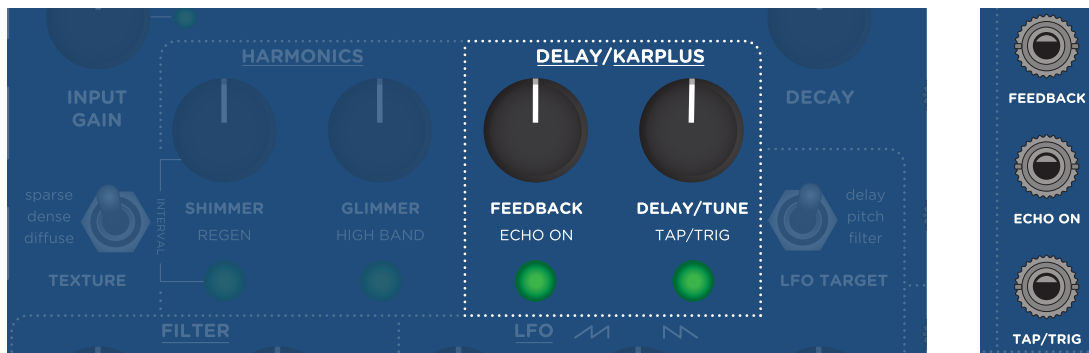 HARMONICS
DELAY/KARPLUS
INPUT
GAIN
DECAY
FEEDBACK
sparse
dense
diffuse
INTERVAL
SHIMMER
GLIMMER
FEEDBACK
DELAY/TUNE
delay
pitch
filter
REGEN
HIGH BAND
ECHO ON
TAP/TRIG
ECHO ON
TEXTURE
LFO TARGET
FILTER
LFO
TAP/TRIG